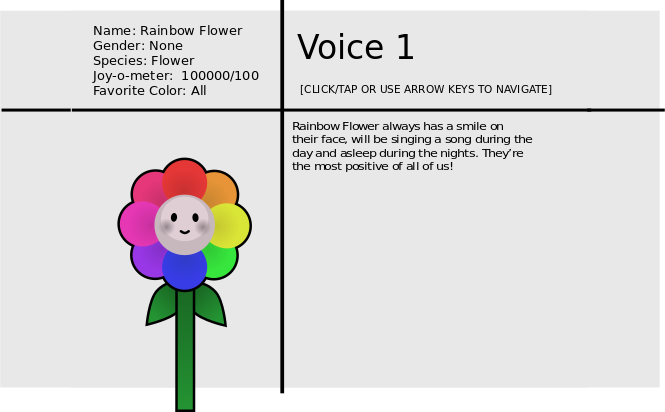 Name: Rainbow Flower
Gender: None
Species: Flower
Joy-o-meter:  100000/100
Favorite Color: All
Voice 1
[CLICK/TAP OR USE ARROW KEYS TO NAVIGATE]
Rainbow Flower always has a smile on
their face, will be singing a song during the
day and asleep during the nights. They’re
the most positive of all of us!